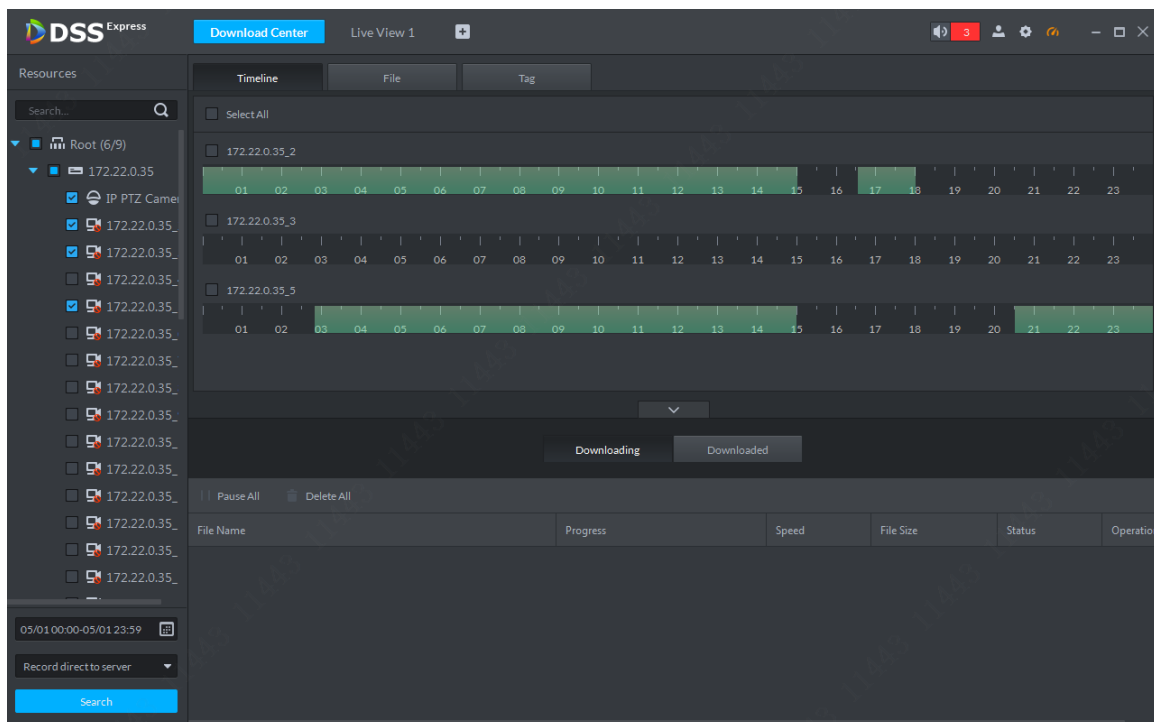 DSS Express Download Center Live View 1 3
Resources Timeline File Tag
Search... Select All
Root (6/9)
172.22.0.35_2
172.22.0.35
01 02 03 04 05 06 07 08 09 10 11 12 13 14 15 16 17 18 19 20 21 22 23
IP PTZ Camer
172.22.0.35_3
172.22.0.35_
172.22.0.35_
01 02 03 04 05 06 07 08 09 10 11 12 13 14 15 16 17 18 19 20 21 22 23
172.22.0.35_
172.22.0.35_5
172.22.0.35_
01 02 03 04 05 06 07 08 09 10 11 12 13 14 15 16 17 18 19 20 21 22 23
172.22.0.35_
172.22.0.35_
172.22.0.35_
172.22.0.35_
172.22.0.35_
Downloading Downloaded
172.22.0.35_
172.22.0.35_
Pause All Delete All
172.22.0.35_
File Name Progress Speed File Size Status Operatio
172.22.0.35_
172.22.0.35_
05/01 00:00-05/01 23:59
Record direct to server
Search